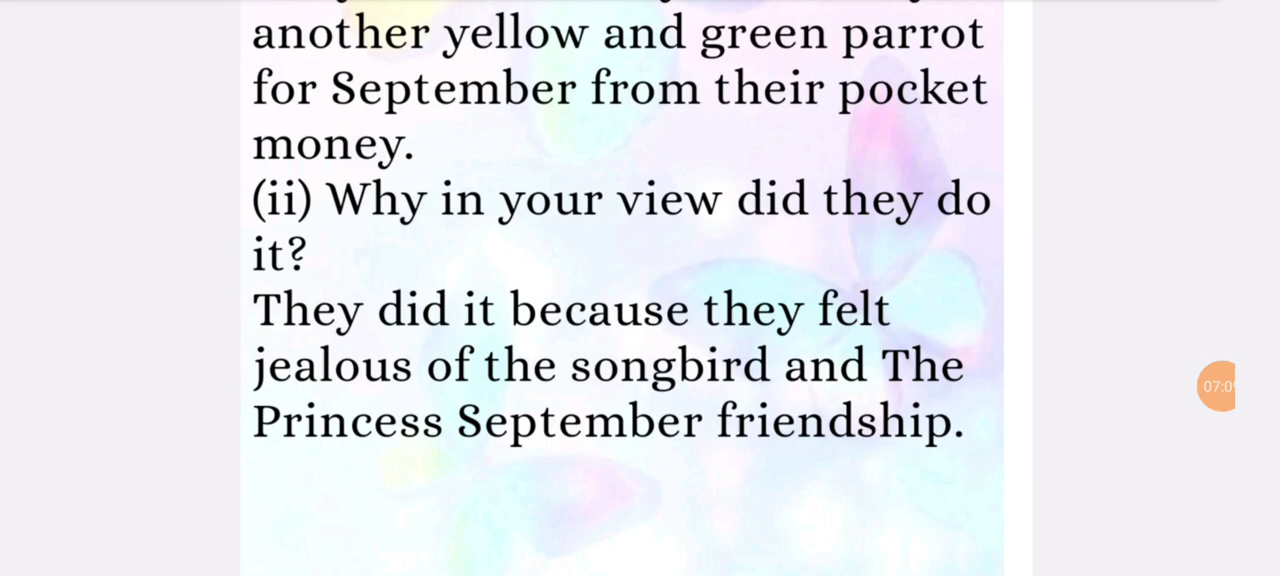 another yellow and green parrot
for September from their pocket
money.
(ii) Why in your view did they do
it?
They did it because they felt
jealous of the songbird and The
Princess September friendship.